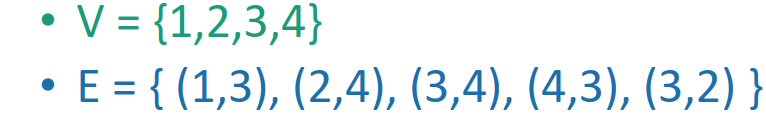 • V = {1,2,3,4}
• E = { (1,3), (2,4), (3,4), (4,3), (3,2) }